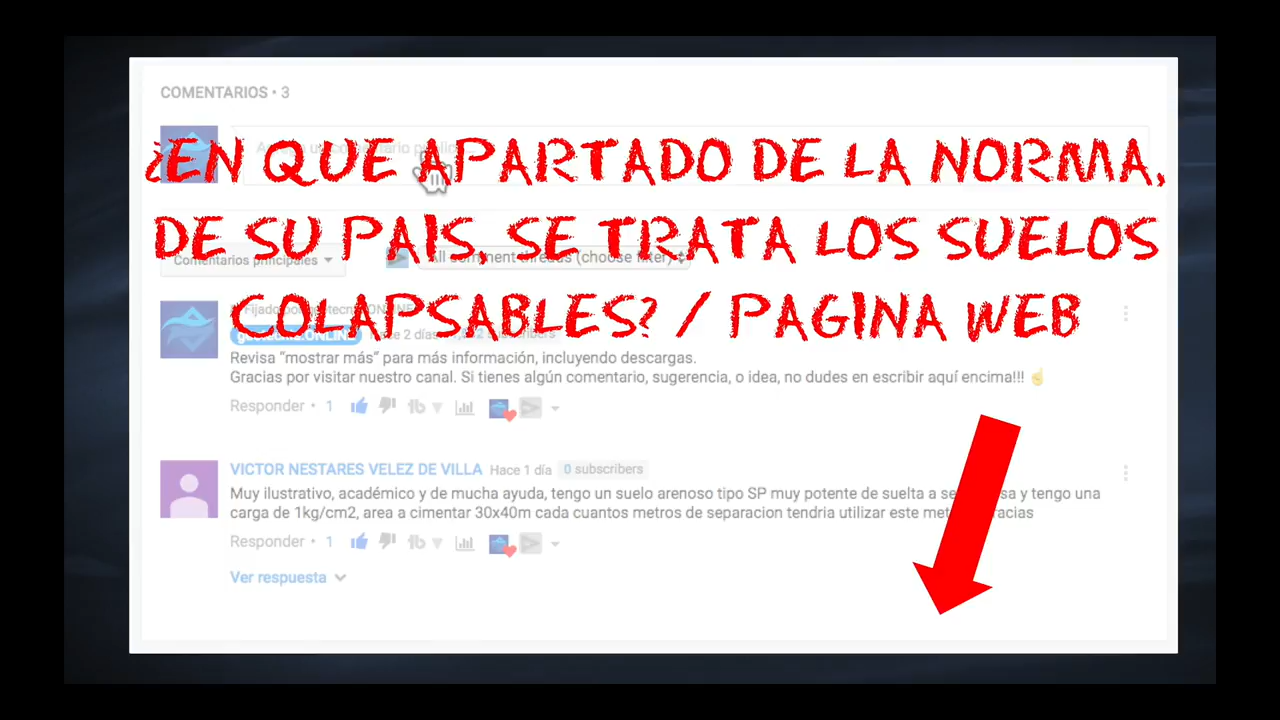 COMENTARIOS • 3
¿EN QUE APARTADO DE LA NORMA,
DE SU PAIS, SE TRATA LOS SUELOS
Comentarios principales
All comment threads (choose filter)
COLAPSABLES? / PAGINA WEB
Hace 2 días
Revisa “mostrar más” para más información, incluyendo descargas.
Gracias por visitar nuestro canal. Si tienes algún comentario, sugerencia, o idea, no dudes en escribir aquí encima!!! ☝
Responder • 1
VICTOR NESTARES VELEZ DE VILLA Hace 1 día 0 subscribers
Muy ilustrativo, académico y de mucha ayuda, tengo un suelo arenoso tipo SP muy potente de suelta a y tengo una
carga de 1kg/cm2, area a cimentar 30x40m cada cuantos metros de separacion tendria utilizar este
Responder • 1
Ver respuesta